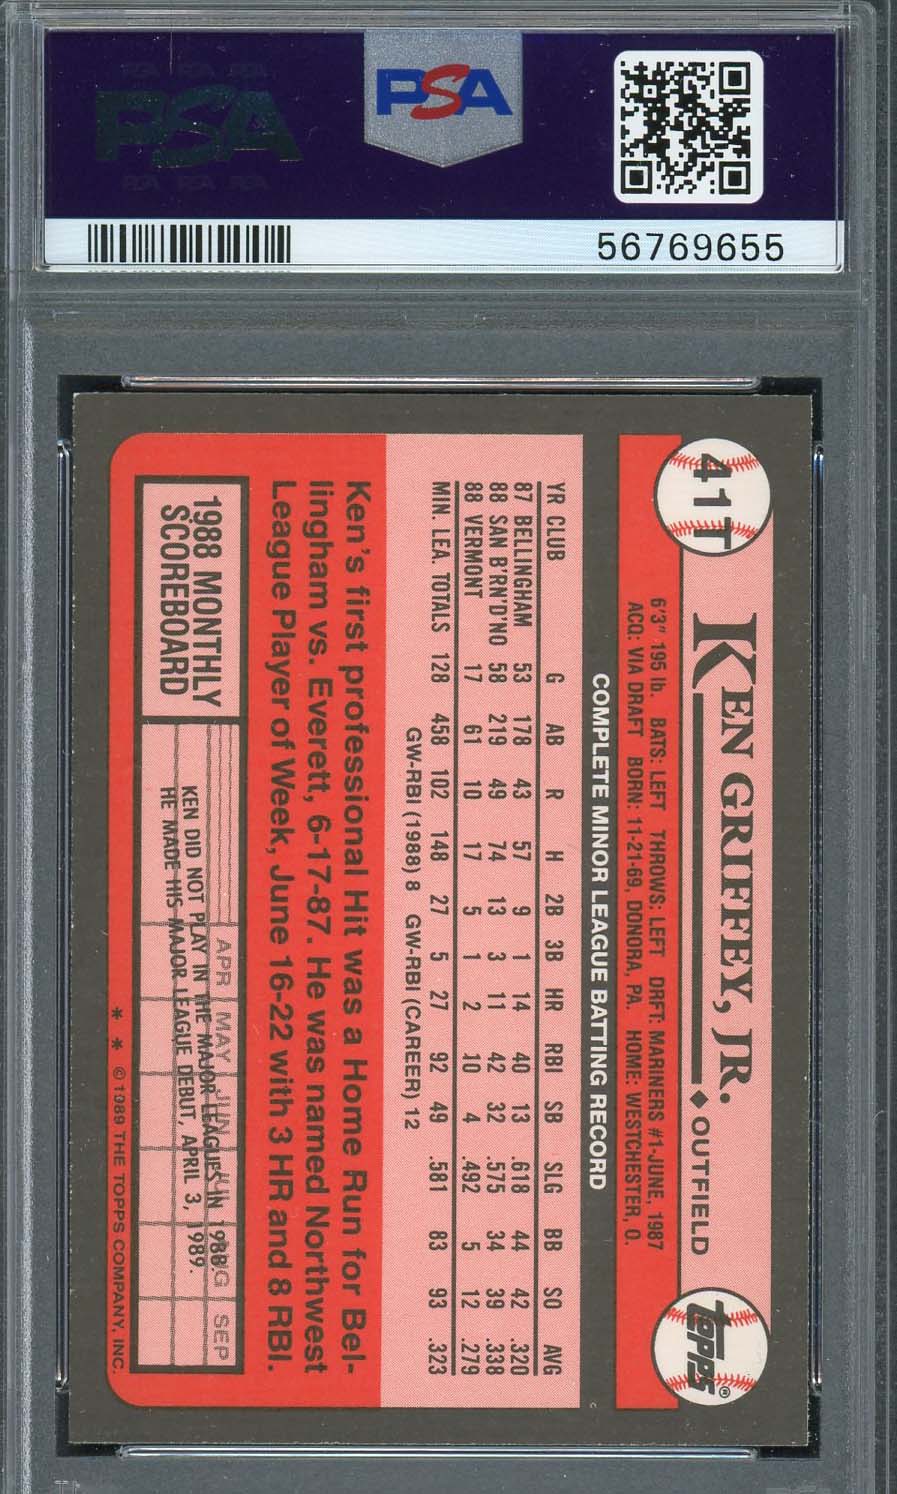 PSA
PSA
56769655
41T
KEN GRIFFEY, JR. ◆ OUTFIELD
Topps®
6'3" 195 lb. BATS: LEFT THROWS: LEFT DRFT: MARINERS #1-JUNE, 1987
ACQ: VIA DRAFT BORN: 11-21-69, DONORA, PA. HOME: WESTCHESTER, O.
COMPLETE MINOR LEAGUE BATTING RECORD
YR CLUB G AB R H 2B 3B HR RBI SB SLG BB SO AVG
87 BELLINGHAM 53 178 43 57 9 1 14 40 13 .618 44 42 .320
88 SAN B'RN'D'NO 58 219 49 74 13 3 11 42 32 .575 34 39 .338
88 VERMONT 17 61 10 17 5 1 2 10 4 .492 5 12 .279
MIN. LEA. TOTALS 128 458 102 148 27 5 27 92 49 .581 83 93 .323
GW-RBI (1988) 8 GW-RBI (CAREER) 12
Ken's first professional Hit was a Home Run for Bel-
lingham vs. Everett, 6-17-87. He was named Northwest
League Player of Week, June 16-22 with 3 HR and 8 RBI.
1988 MONTHLY
SCOREBOARD
APR MAY JUN JUL AUG SEP
KEN DID NOT PLAY IN THE MAJOR LEAGUES IN 1988.
HE MADE HIS MAJOR LEAGUE DEBUT, APRIL 3, 1989.
* * © 1989 THE TOPPS COMPANY, INC.